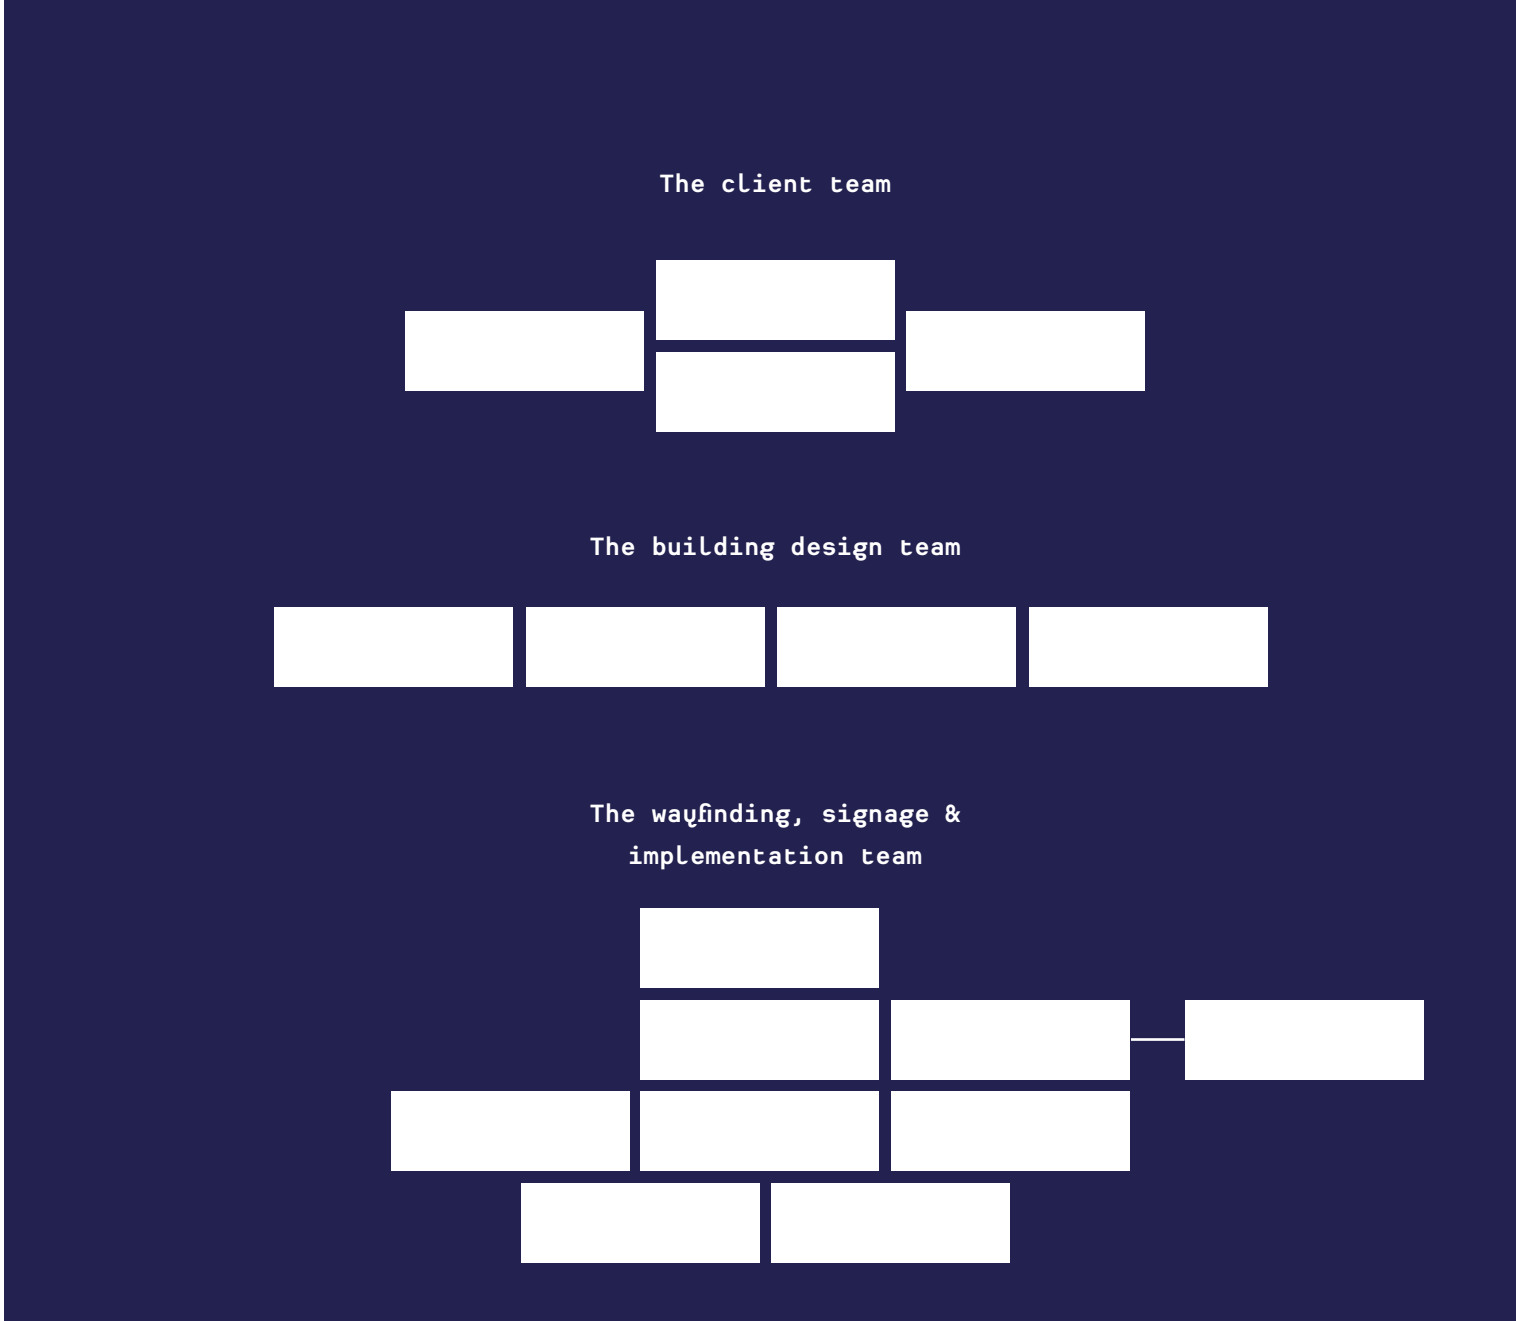 The client team
The building design team
The wayfinding, signage &
implementation team